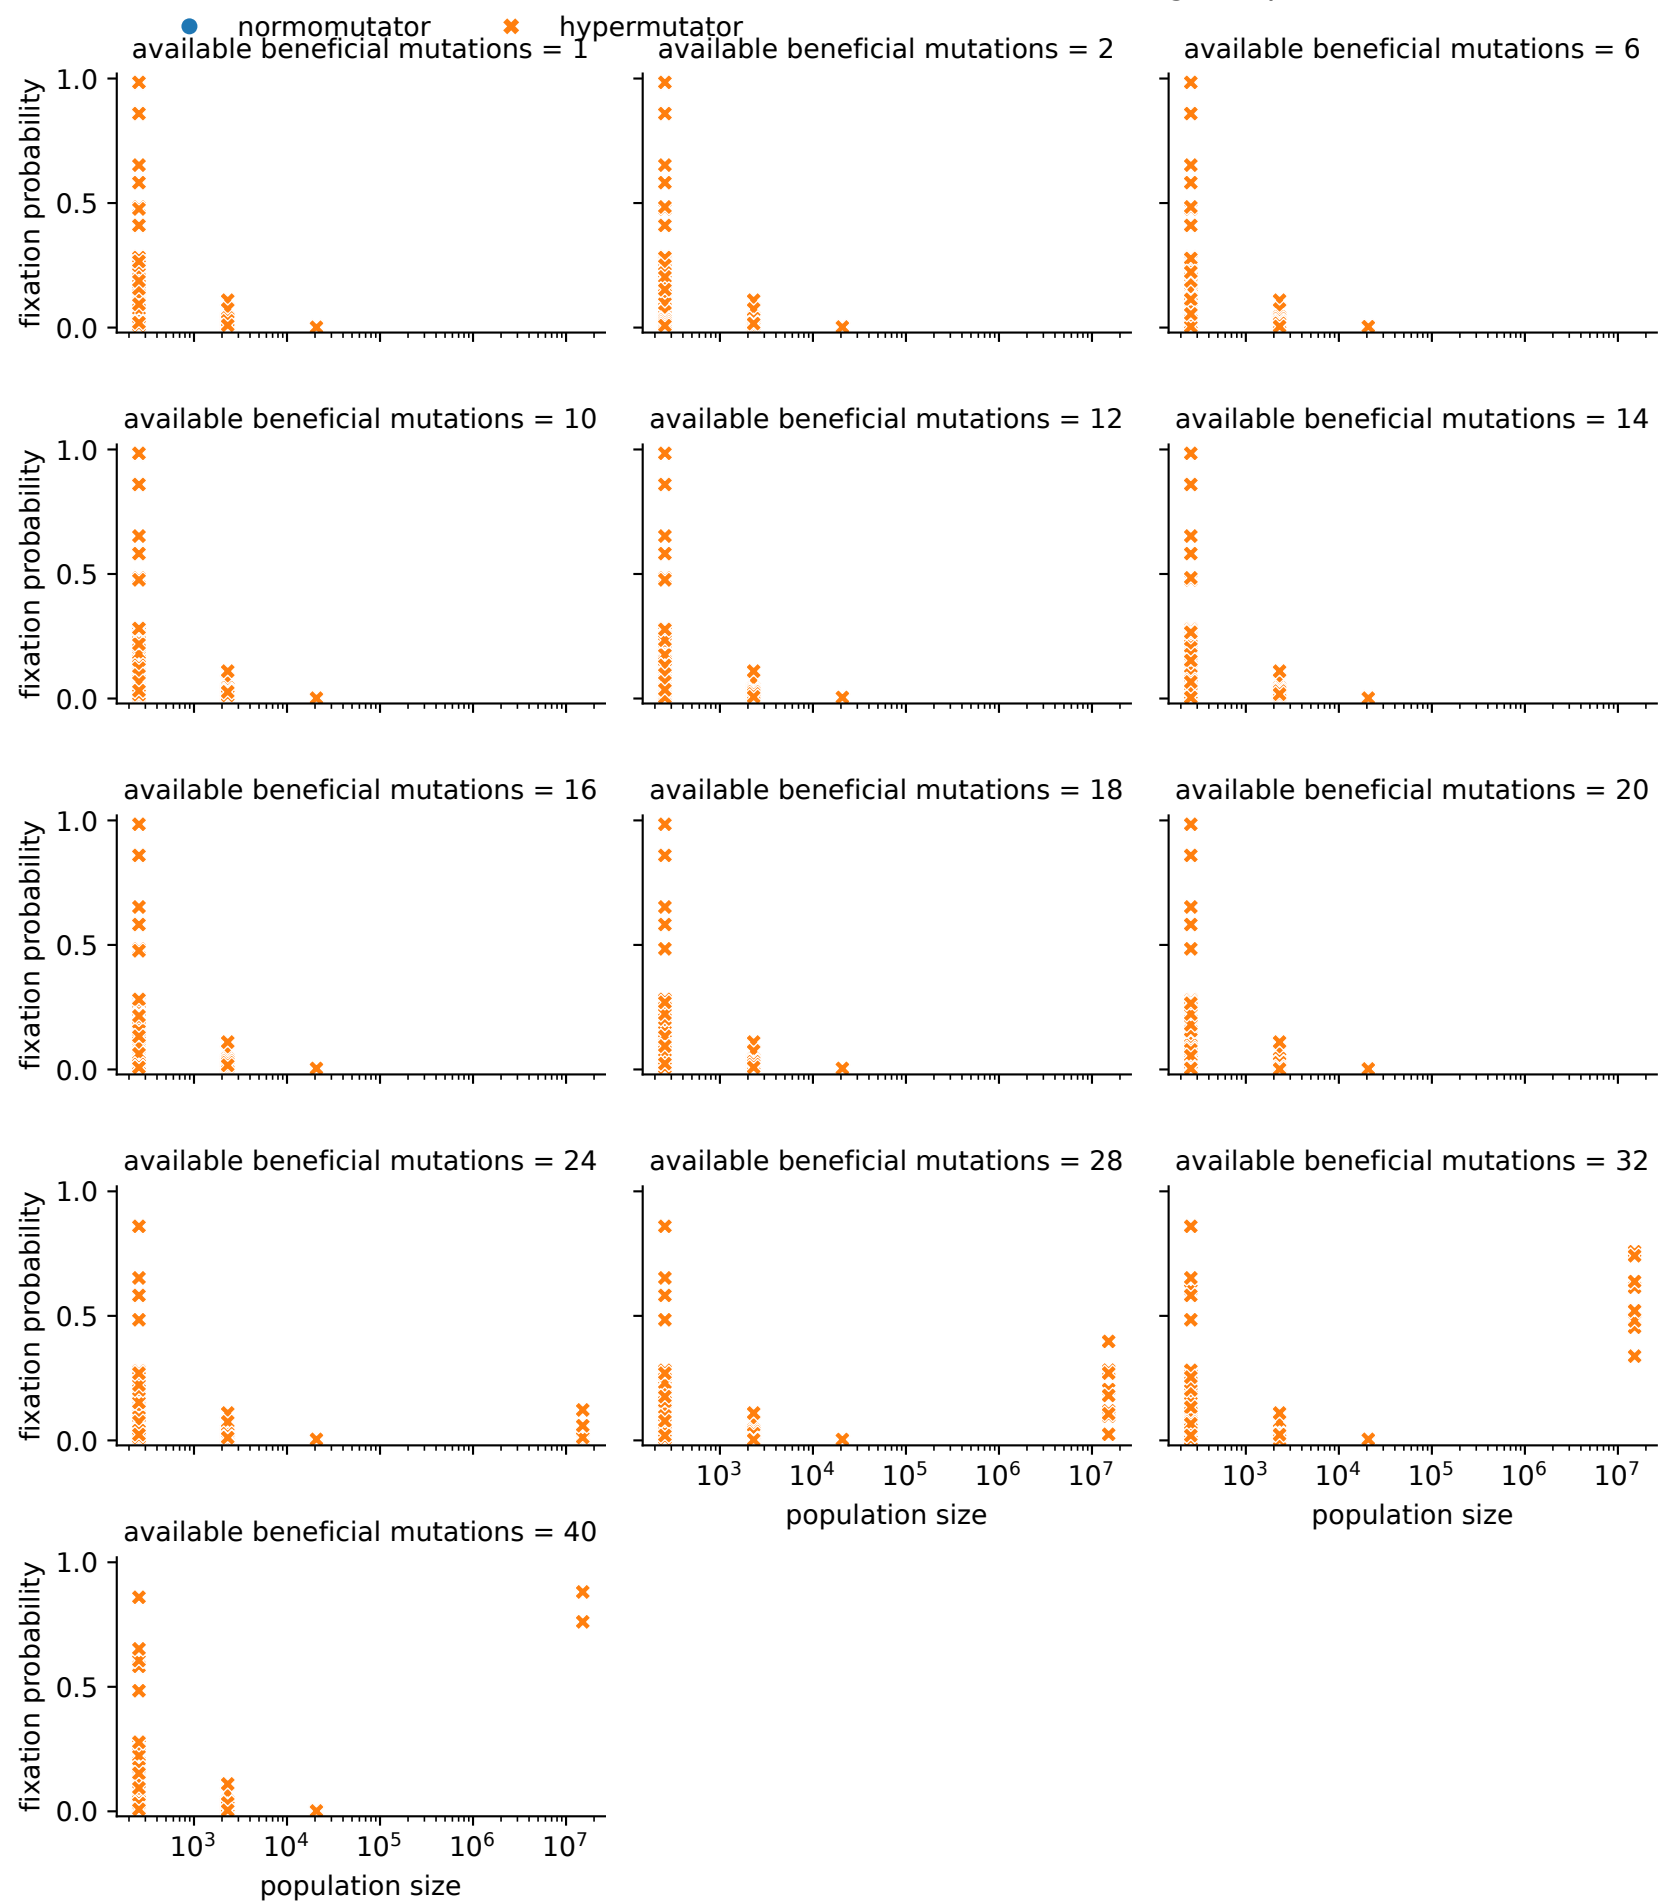 normomutator hypermutator
available beneficial mutations = 1 available beneficial mutations = 2 available beneficial mutations = 6
fixation probability
1.0
0.5
0.0
available beneficial mutations = 10 available beneficial mutations = 12 available beneficial mutations = 14
fixation probability
1.0
0.5
0.0
available beneficial mutations = 16 available beneficial mutations = 18 available beneficial mutations = 20
fixation probability
1.0
0.5
0.0
available beneficial mutations = 24 available beneficial mutations = 28 available beneficial mutations = 32
fixation probability
1.0
0.5
0.0
10³ 10⁴ 10⁵ 10⁶ 10⁷ 10³ 10⁴ 10⁵ 10⁶ 10⁷
population size population size
available beneficial mutations = 40
fixation probability
1.0
0.5
0.0
10³ 10⁴ 10⁵ 10⁶ 10⁷
population size